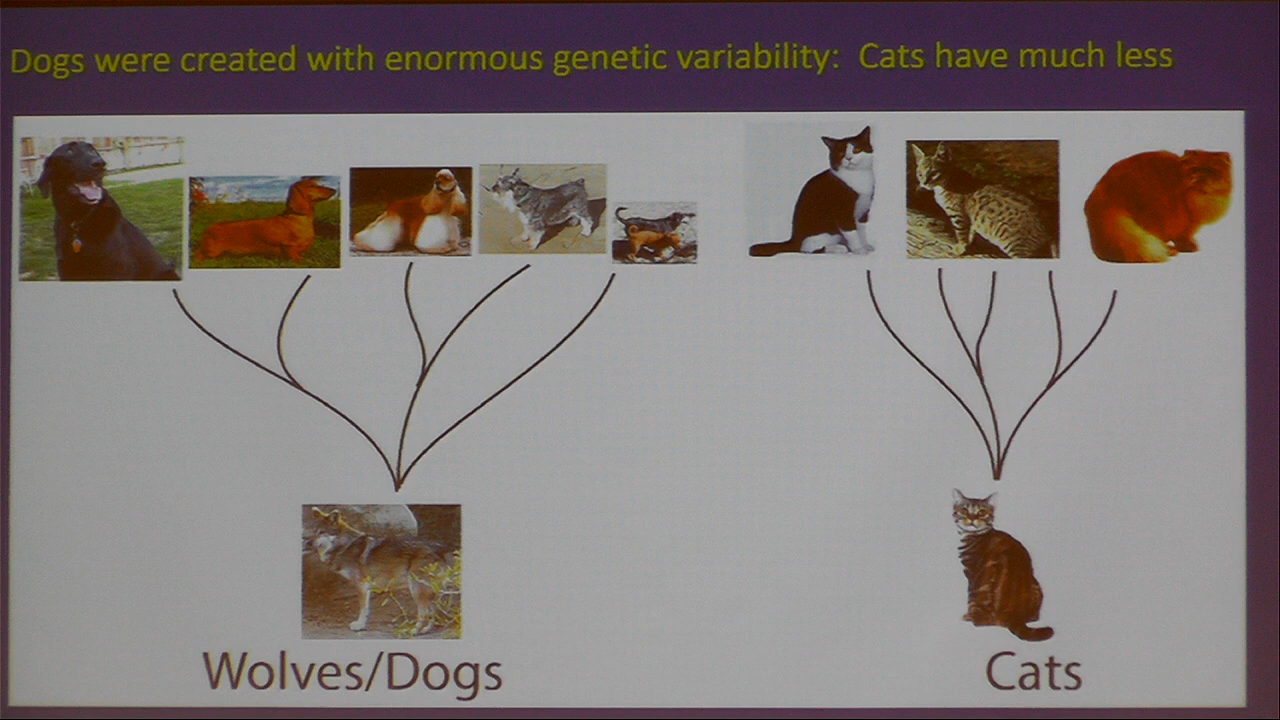 Dogs were created with enormous genetic variability: Cats have much less
Wolves/Dogs
Cats